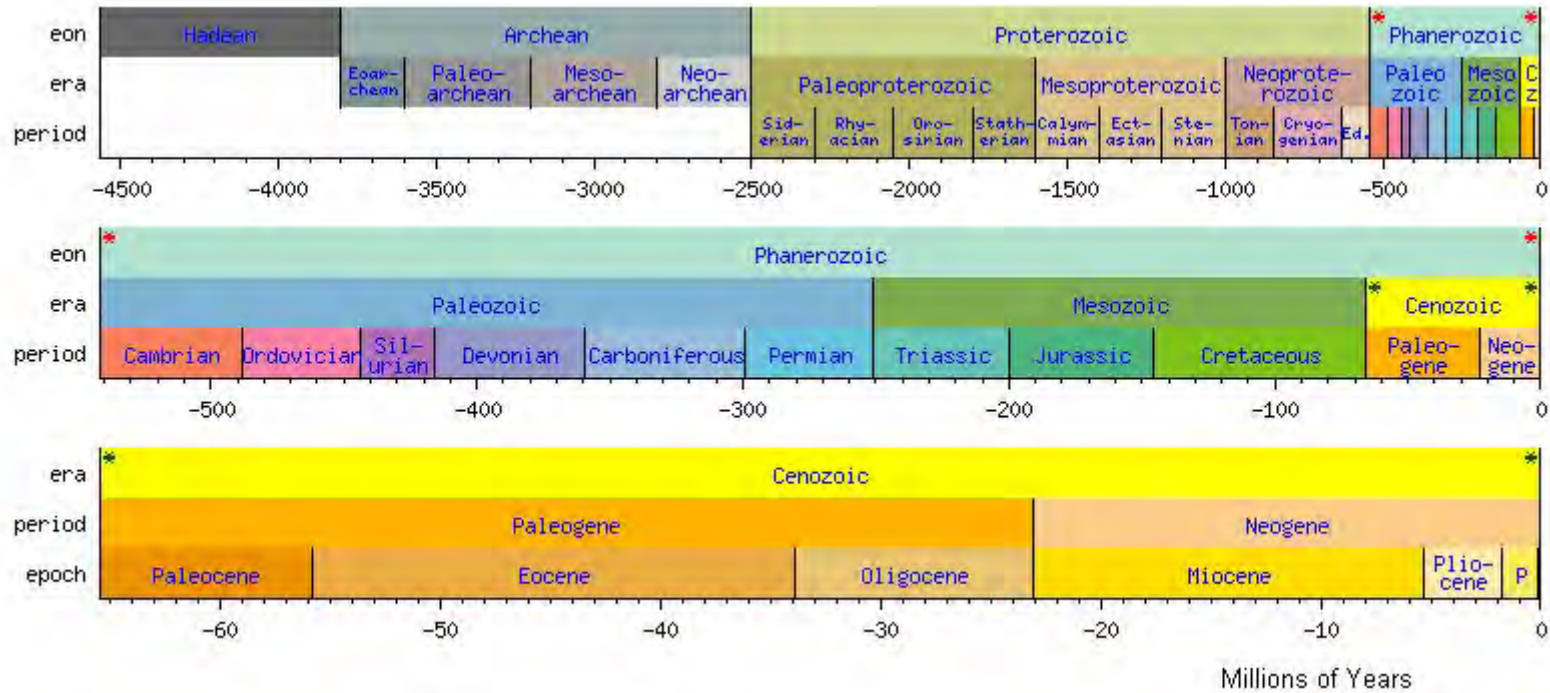 eon Hadean Archean Proterozoic * Phanerozoic *
era Eoar-
chean Paleo-
archean Meso-
archean Neo-
archean Paleoproterozoic Mesoproterozoic Neoprote-
rozoic Paleo
zoic Meso
zoic C
Z
period Sid-
erian Rhy-
acian Oro-
sirian Stath-
erian Calym-
mian Ect-
asian Ste-
nian Ton-
ian Cryo-
genian Ed.
-4500 -4000 -3500 -3000 -2500 -2000 -1500 -1000 -500 0
eon * Phanerozoic *
era Paleozoic Mesozoic * Cenozoic *
period Cambrian Ordovician Sil-
urian Devonian Carboniferous Permian Triassic Jurassic Cretaceous Paleo-
gene Neo-
gene
-500 -400 -300 -200 -100 0
era * Cenozoic *
period Paleogene Neogene
epoch Paleocene Eocene Oligocene Miocene Plio-
cene P
-60 -50 -40 -30 -20 -10 0
Millions of Years